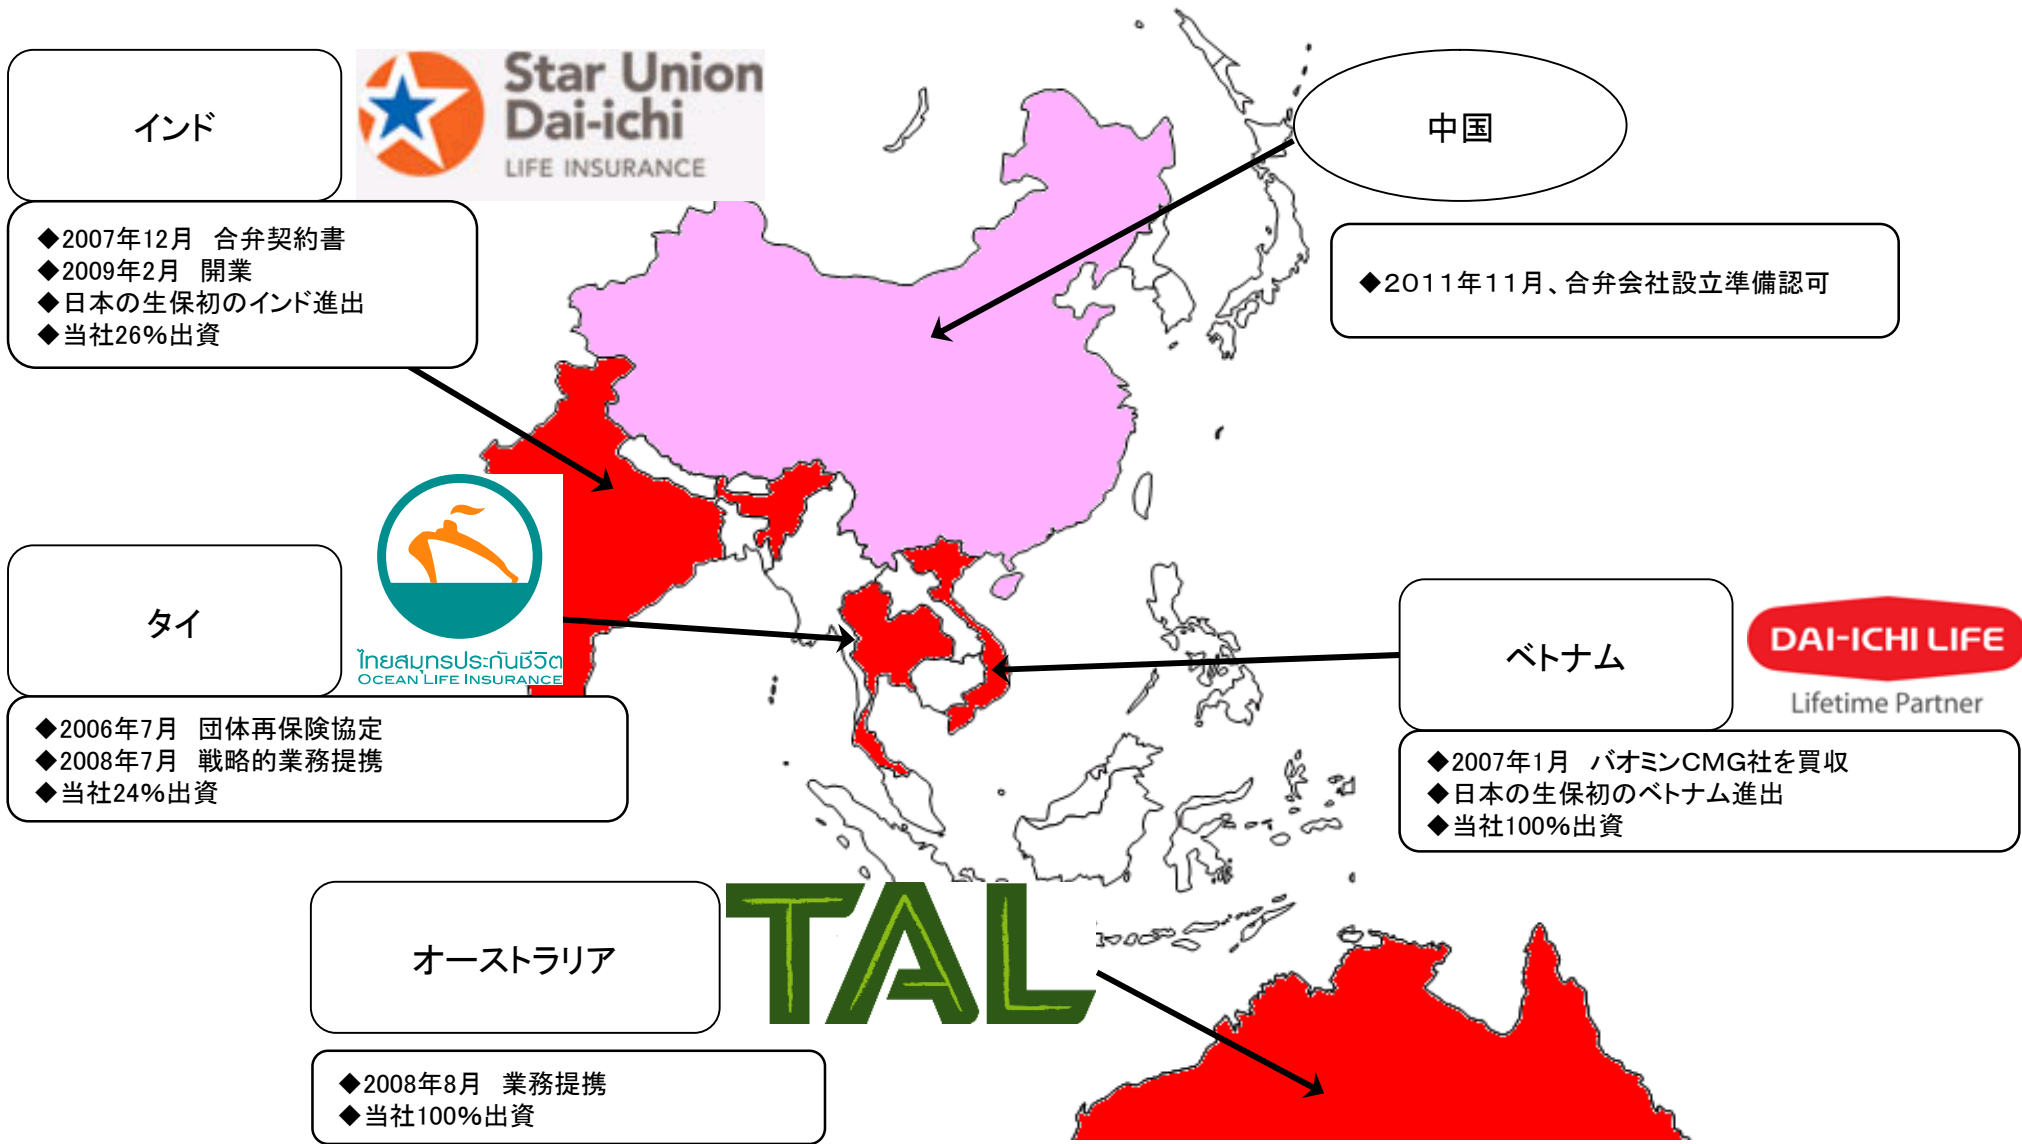 インド
Star Union
Dai-ichi
LIFE INSURANCE
◆2007年12月　合弁契約書
◆2009年2月　開業
◆日本の生保初のインド進出
◆当社26%出資
中国
◆2011年11月、合弁会社設立準備認可
タイ
ไทยสมุทรประกันชีวิต
OCEAN LIFE INSURANCE
◆2006年7月　団体再保険協定
◆2008年7月　戦略的業務提携
◆当社24%出資
ベトナム
DAI-ICHI LIFE
Lifetime Partner
◆2007年1月　バオミンCMG社を買収
◆日本の生保初のベトナム進出
◆当社100%出資
オーストラリア
TAL
◆2008年8月　業務提携
◆当社100%出資